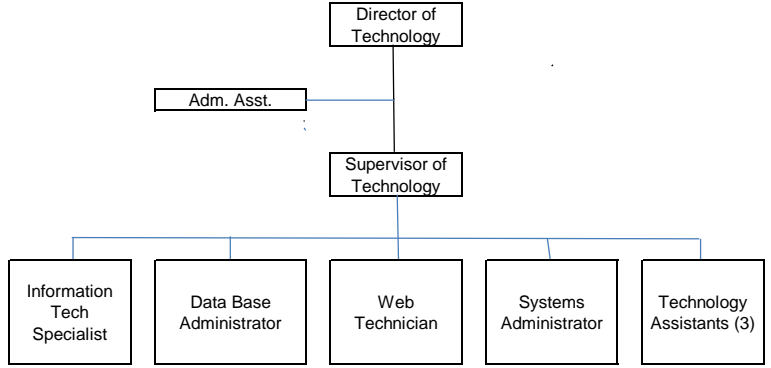 Director of
Technology
Adm. Asst.
Supervisor of
Technology
Information
Tech
Specialist
Data Base
Administrator
Web
Technician
Systems
Administrator
Technology
Assistants (3)